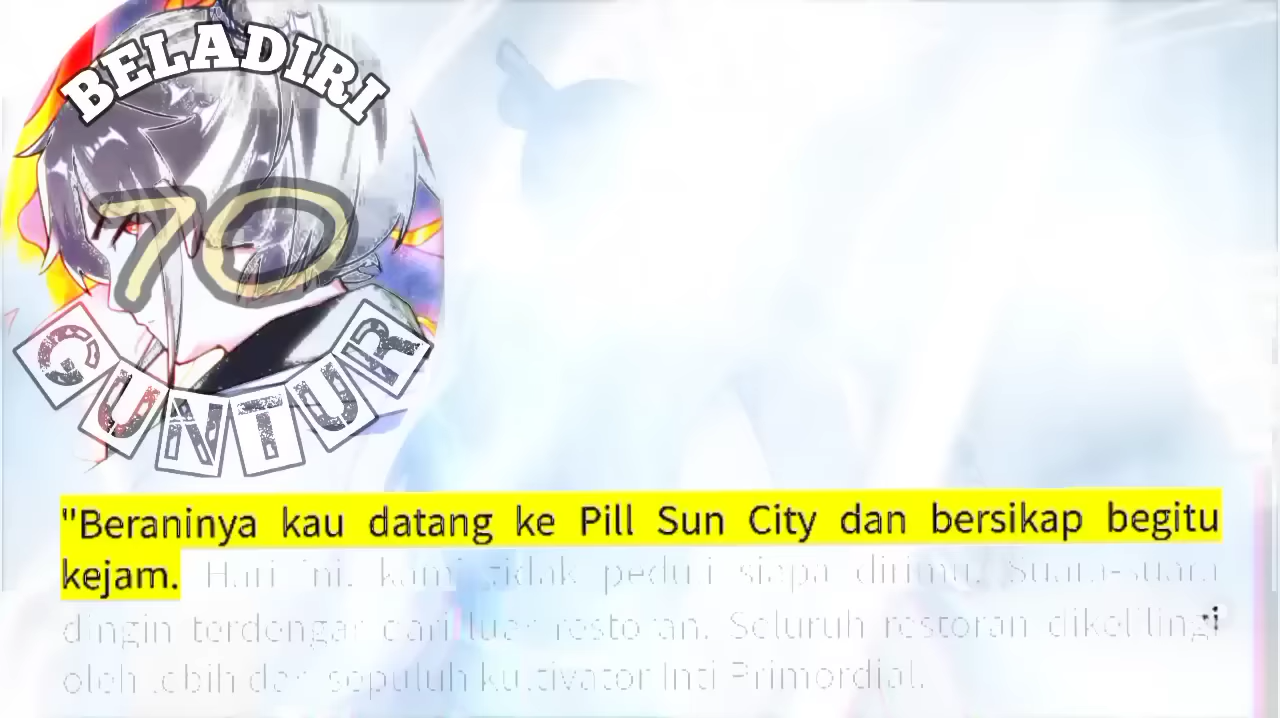 BELADIRI
70
GUNTUR
"Beraninya kau datang ke Pill Sun City dan bersikap begitu
kejam. Hari ini, kami tidak peduli siapa dirimu. Suara-suara
dingin terdengar dari luar restoran. Seluruh restoran dikelilingi
oleh lebih dari sepuluh kultivator Inti Primordial.